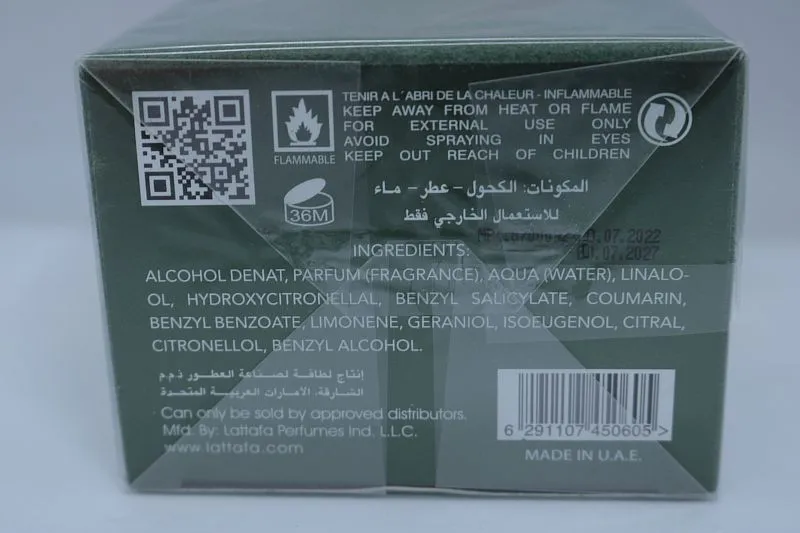 TENIR A L´ABRI DE LA CHALEUR - INFLAMMABLE
KEEP AWAY FROM HEAT OR FLAME
FOR EXTERNAL USE ONLY
AVOID SPRAYING IN EYES
KEEP OUT REACH OF CHILDREN
FLAMMABLE
36M
المكونات: الكحول - عطر - ماء
للاستعمال الخارجي فقط
.07.2022
.07.2027
INGREDIENTS:
ALCOHOL DENAT, PARFUM (FRAGRANCE), AQUA (WATER), LINALO-
OL, HYDROXYCITRONELLAL, BENZYL SALICYLATE, COUMARIN,
BENZYL BENZOATE, LIMONENE, GERANIOL, ISOEUGENOL, CITRAL,
CITRONELLOL, BENZYL ALCOHOL.
إنتاج لطافة لصناعة العطور ذ.م.م
الشارقة، الامارات العربية المتحدة
Can only be sold by approved distributors.
Mfd. By: Lattafa Perfumes Ind. L.L.C.
www.lattafa.com
6 291107 450605 >
MADE IN U.A.E.